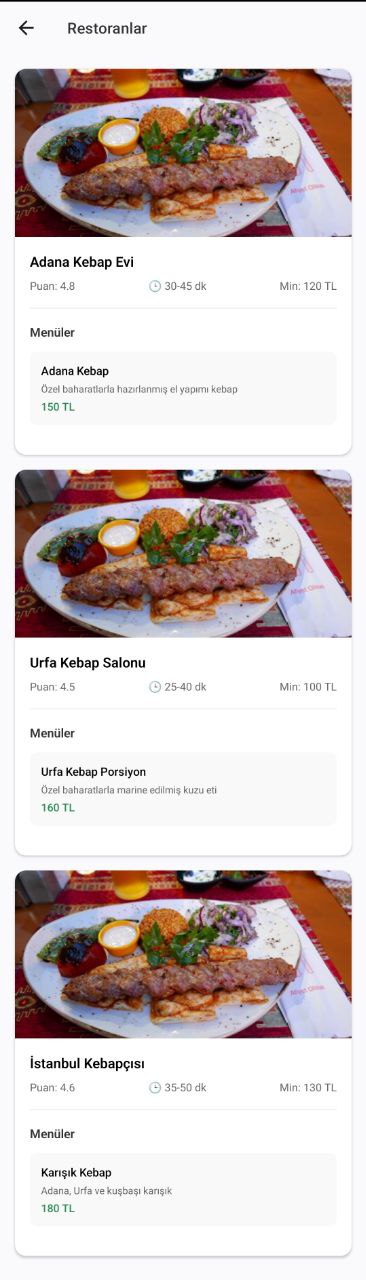 Restoranlar
Adana Kebap Evi
Puan: 4.8 🕒 30-45 dk Min: 120 TL
Menüler
Adana Kebap
Özel baharatlarla hazırlanmış el yapımı kebap
150 TL
Urfa Kebap Salonu
Puan: 4.5 🕒 25-40 dk Min: 100 TL
Menüler
Urfa Kebap Porsiyon
Özel baharatlarla marine edilmiş kuzu eti
160 TL
İstanbul Kebapçısı
Puan: 4.6 🕒 35-50 dk Min: 130 TL
Menüler
Karışık Kebap
Adana, Urfa ve kuşbaşı karışık
180 TL